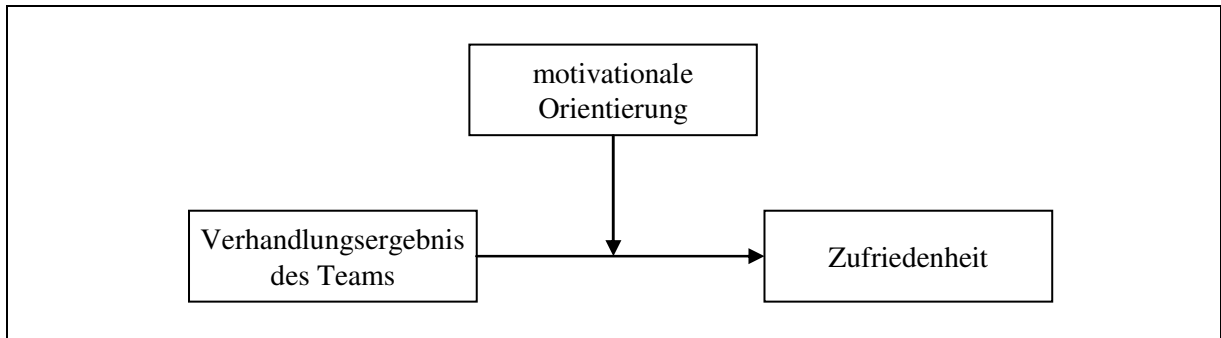 motivationale
Orientierung
Verhandlungsergebnis
des Teams
Zufriedenheit